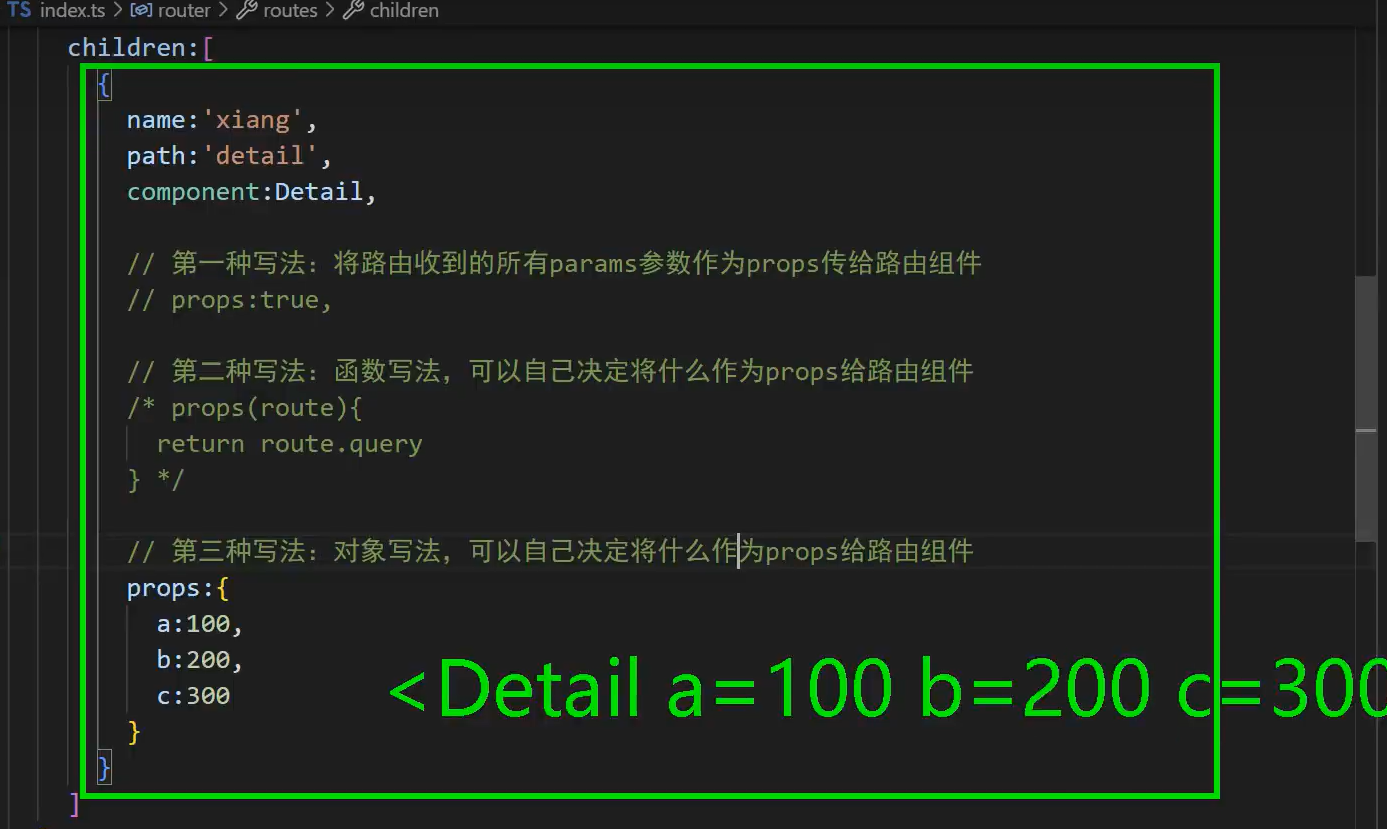 TS index.ts > router > routes > children
children:[
{
name:'xiang',
path:'detail',
component:Detail,
// 第一种写法：将路由收到的所有params参数作为props传给路由组件
// props:true,
// 第二种写法：函数写法，可以自己决定将什么作为props给路由组件
/* props(route){
return route.query
} */
// 第三种写法：对象写法，可以自己决定将什么作为props给路由组件
props:{
a:100,
b:200,
c:300
<Detail a=100 b=200 c=300
}
}
]